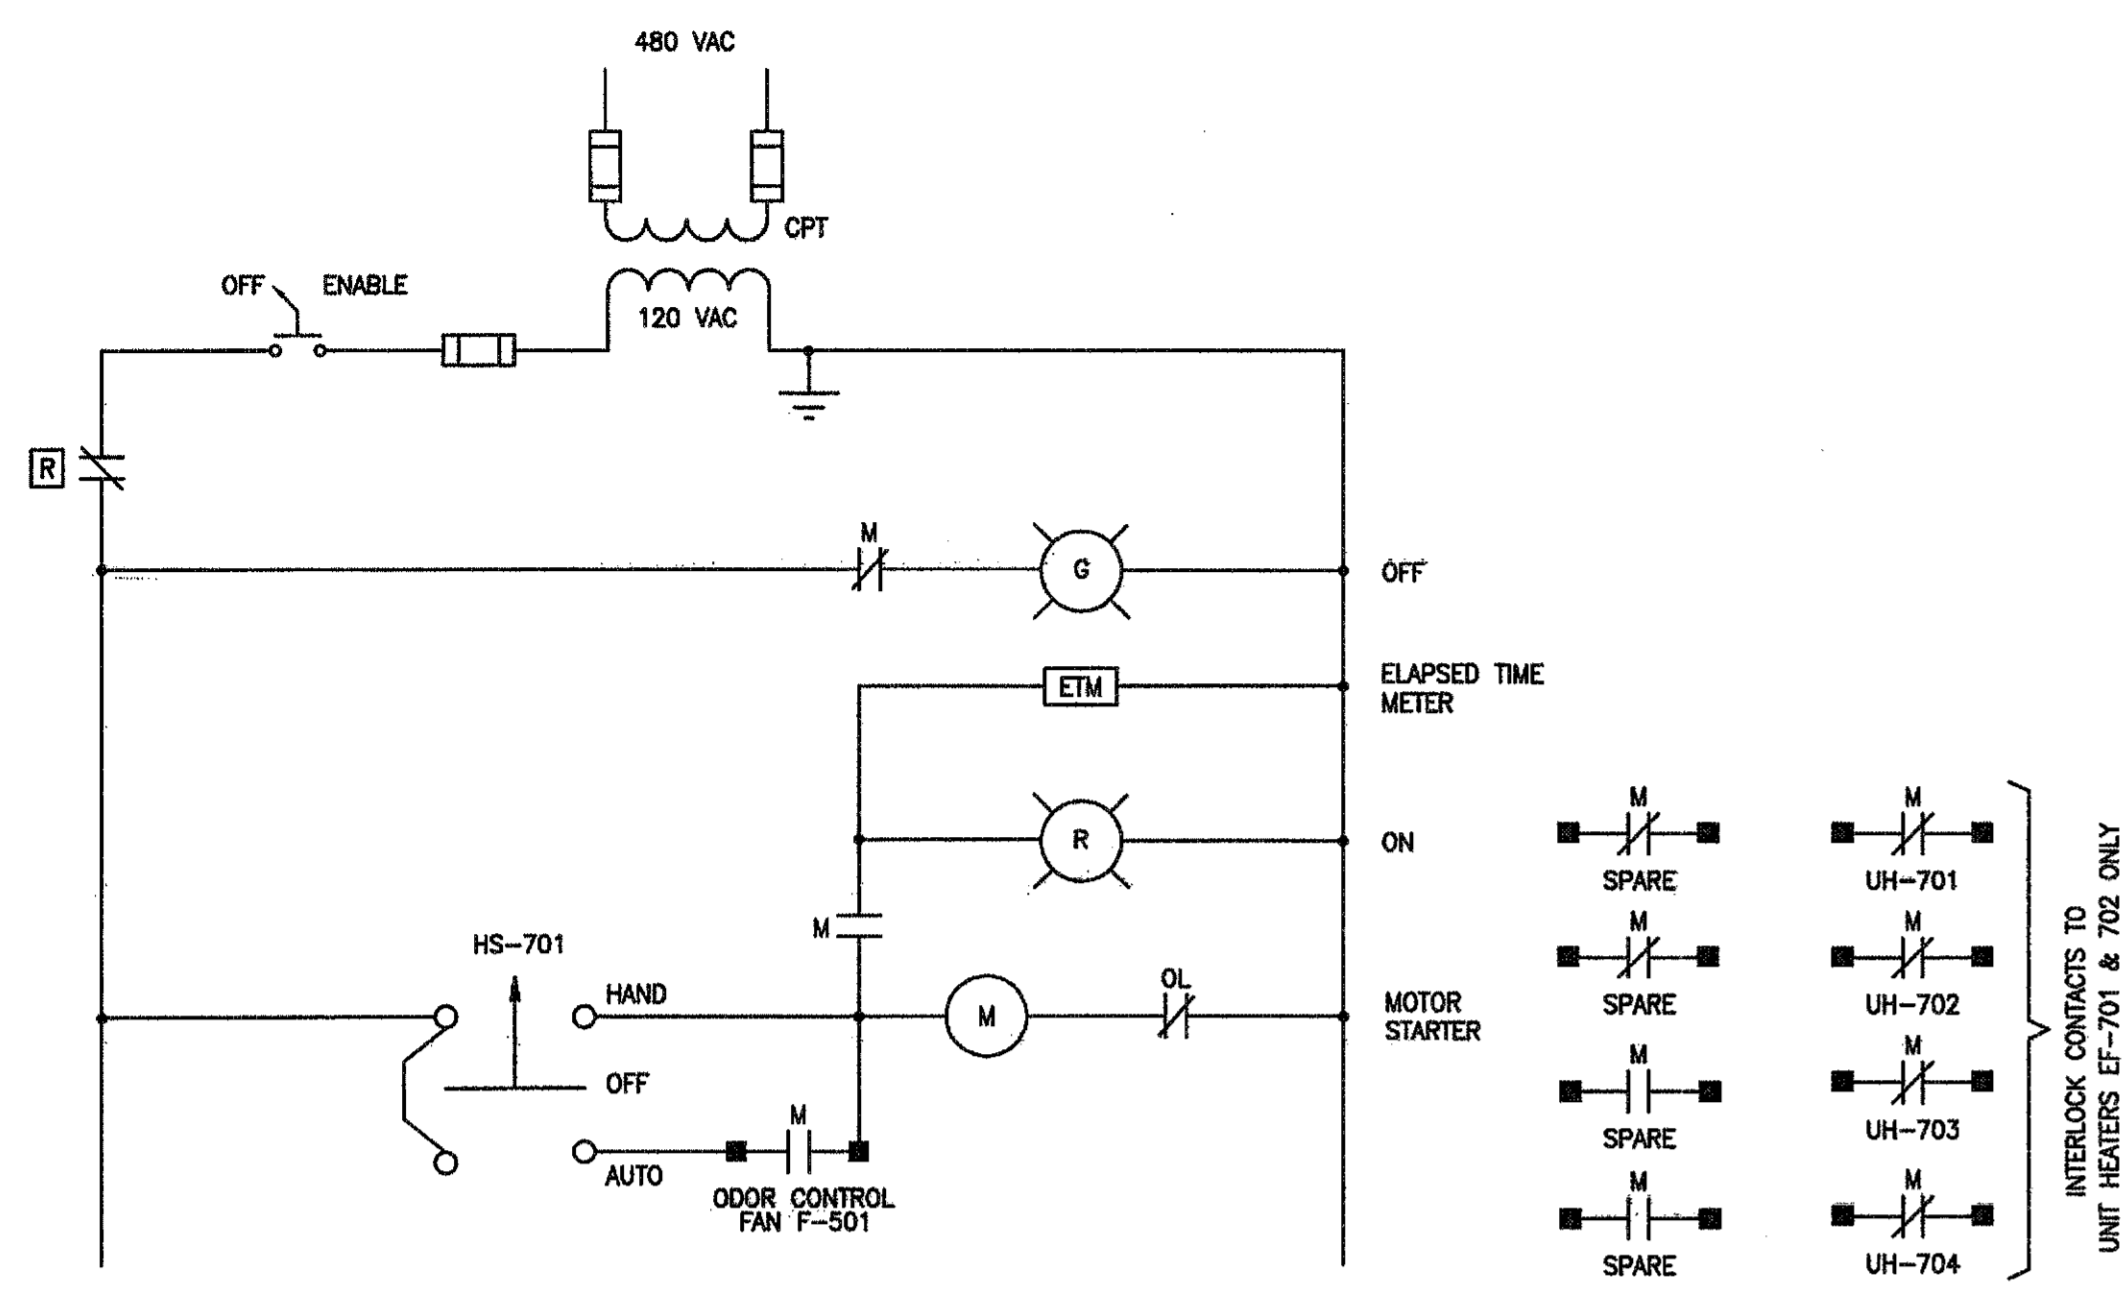 480 VAC
CPT
OFF ENABLE
120 VAC
R
M
G
OFF
ETM
ELAPSED TIME
METER
R
ON
M
HS-701
HAND
M
OL
MOTOR
STARTER
OFF
AUTO
M
ODOR CONTROL
FAN F-501
M
SPARE
M
SPARE
M
SPARE
M
SPARE
M
UH-701
M
UH-702
M
UH-703
M
UH-704
INTERLOCK CONTACTS TO
UNIT HEATERS EF-701 & 702 ONLY